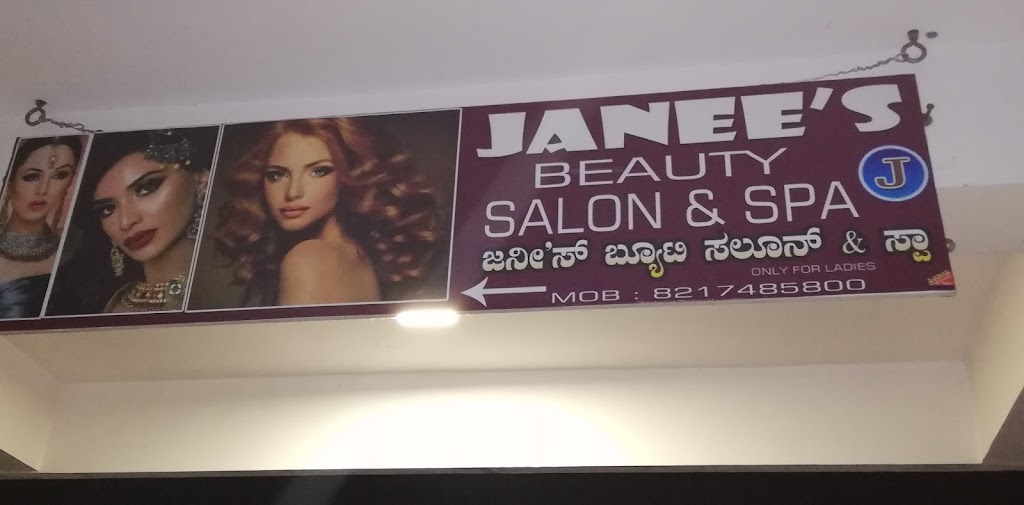 JANEE'S
BEAUTY
SALON & SPA
J
ಜನೀ'ಸ್ ಬ್ಯೂಟಿ ಸಲೂನ್ & ಸ್ಪಾ
ONLY FOR LADIES
MOB : 8217485800